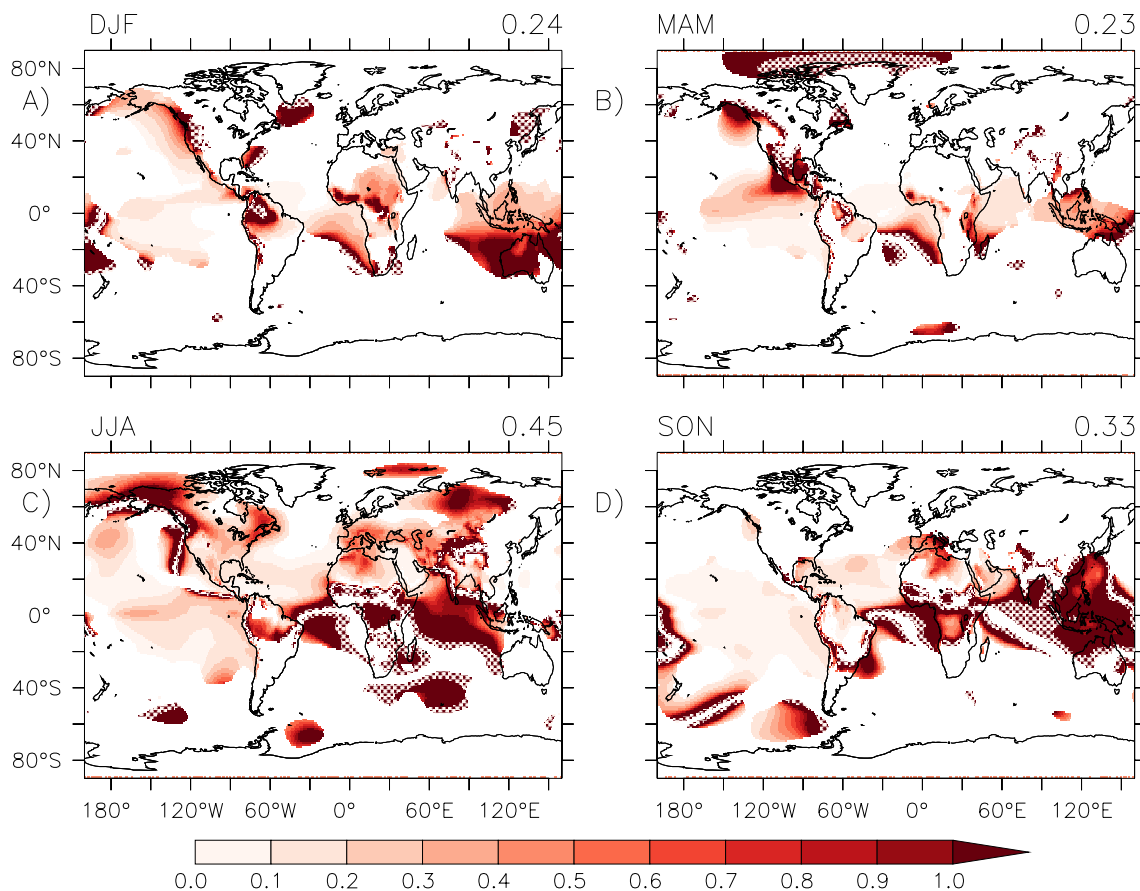 DJF 0.24 MAM 0.23
A) B)
80°N
40°N
0°
40°S
80°S
JJA 0.45 SON 0.33
C) D)
80°N
40°N
0°
40°S
80°S
180° 120°W 60°W 0° 60°E 120°E 180° 120°W 60°W 0° 60°E 120°E
0.0 0.1 0.2 0.3 0.4 0.5 0.6 0.7 0.8 0.9 1.0